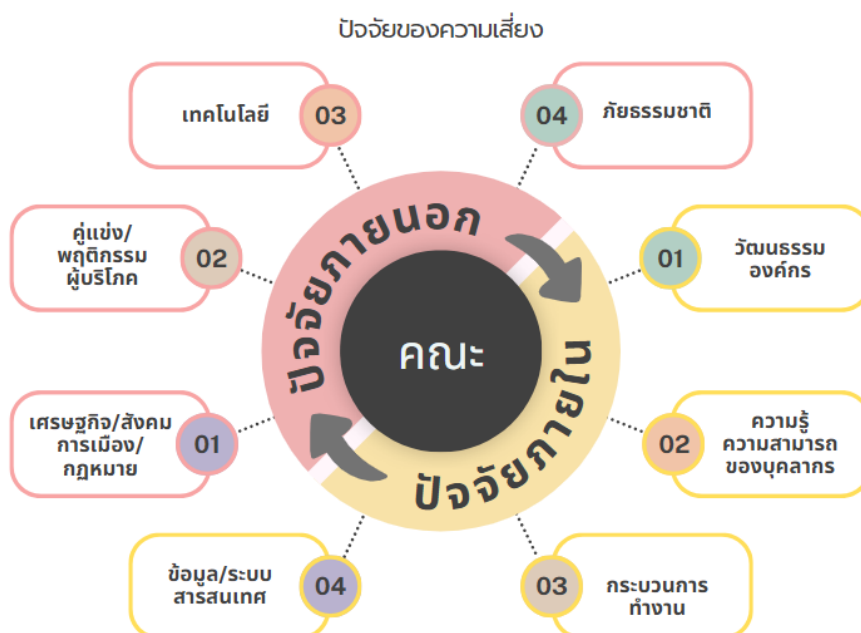 ปัจจัยของความเสี่ยง
เทคโนโลยี
03
04
ภัยธรรมชาติ
คู่แข่ง/
พฤติกรรม
ผู้บริโภค
02
ปัจจัยภายนอก
01
วัฒนธรรม
องค์กร
คณะ
เศรษฐกิจ/สังคม
การเมือง/
กฎหมาย
01
ปัจจัยภายใน
02
ความรู้
ความสามารถ
ของบุคลากร
ข้อมูล/ระบบ
สารสนเทศ
04
03
กระบวนการ
ทำงาน